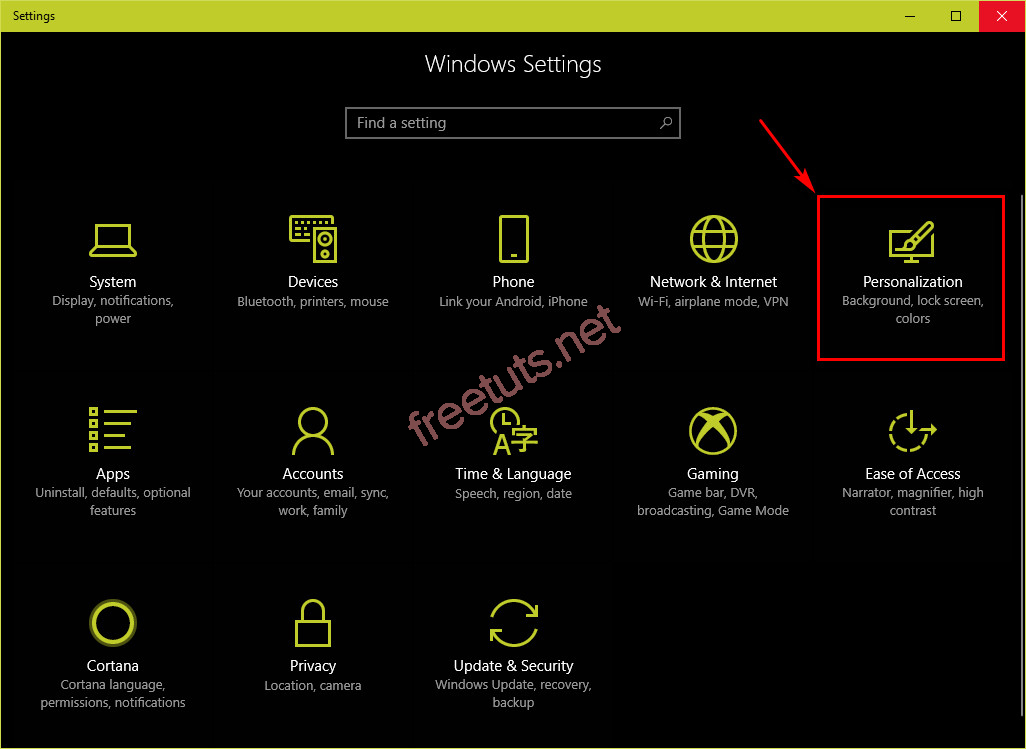 Settings
Windows Settings
Find a setting
System
Display, notifications,
power
Devices
Bluetooth, printers, mouse
Phone
Link your Android, iPhone
Network & Internet
Wi-Fi, airplane mode, VPN
Personalization
Background, lock screen,
colors
freetuts.net
Apps
Uninstall, defaults, optional
features
Accounts
Your accounts, email, sync,
work, family
A字
Time & Language
Speech, region, date
Gaming
Game bar, DVR,
broadcasting, Game Mode
Ease of Access
Narrator, magnifier, high
contrast
Cortana
Cortana language,
permissions, notifications
Privacy
Location, camera
Update & Security
Windows Update, recovery,
backup